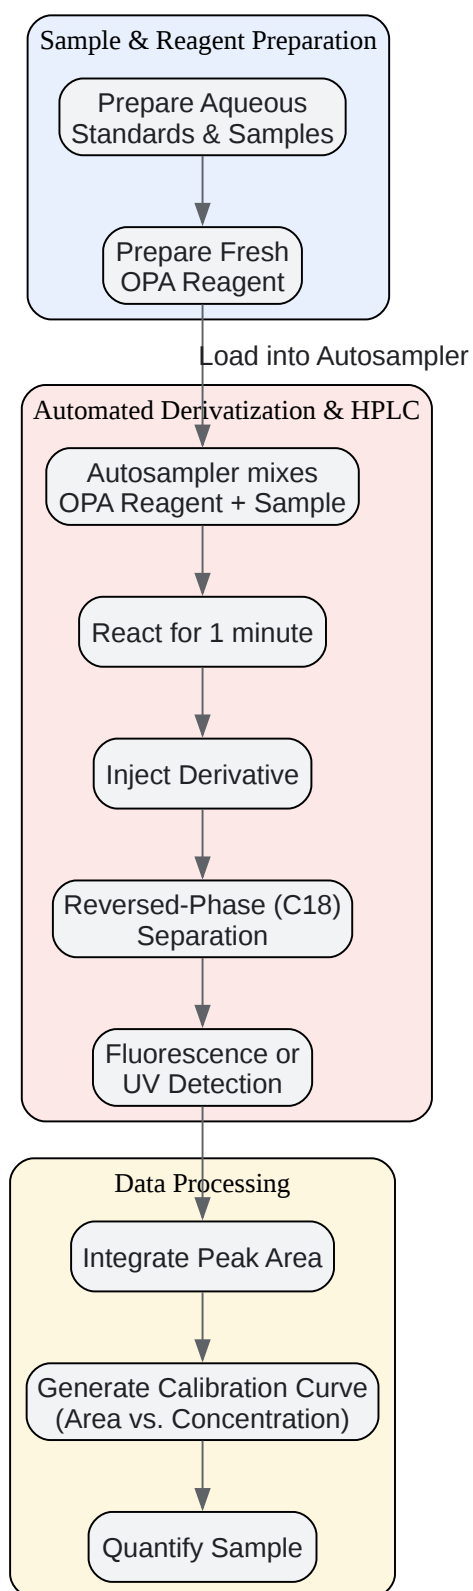 Sample & Reagent Preparation
Prepare Aqueous
Standards & Samples
Prepare Fresh
OPA Reagent
Load into Autosampler
Automated Derivatization & HPLC
Autosampler mixes
OPA Reagent + Sample
React for 1 minute
Inject Derivative
Reversed-Phase (C18)
Separation
Fluorescence or
UV Detection
Data Processing
Integrate Peak Area
Generate Calibration Curve
(Area vs. Concentration)
Quantify Sample